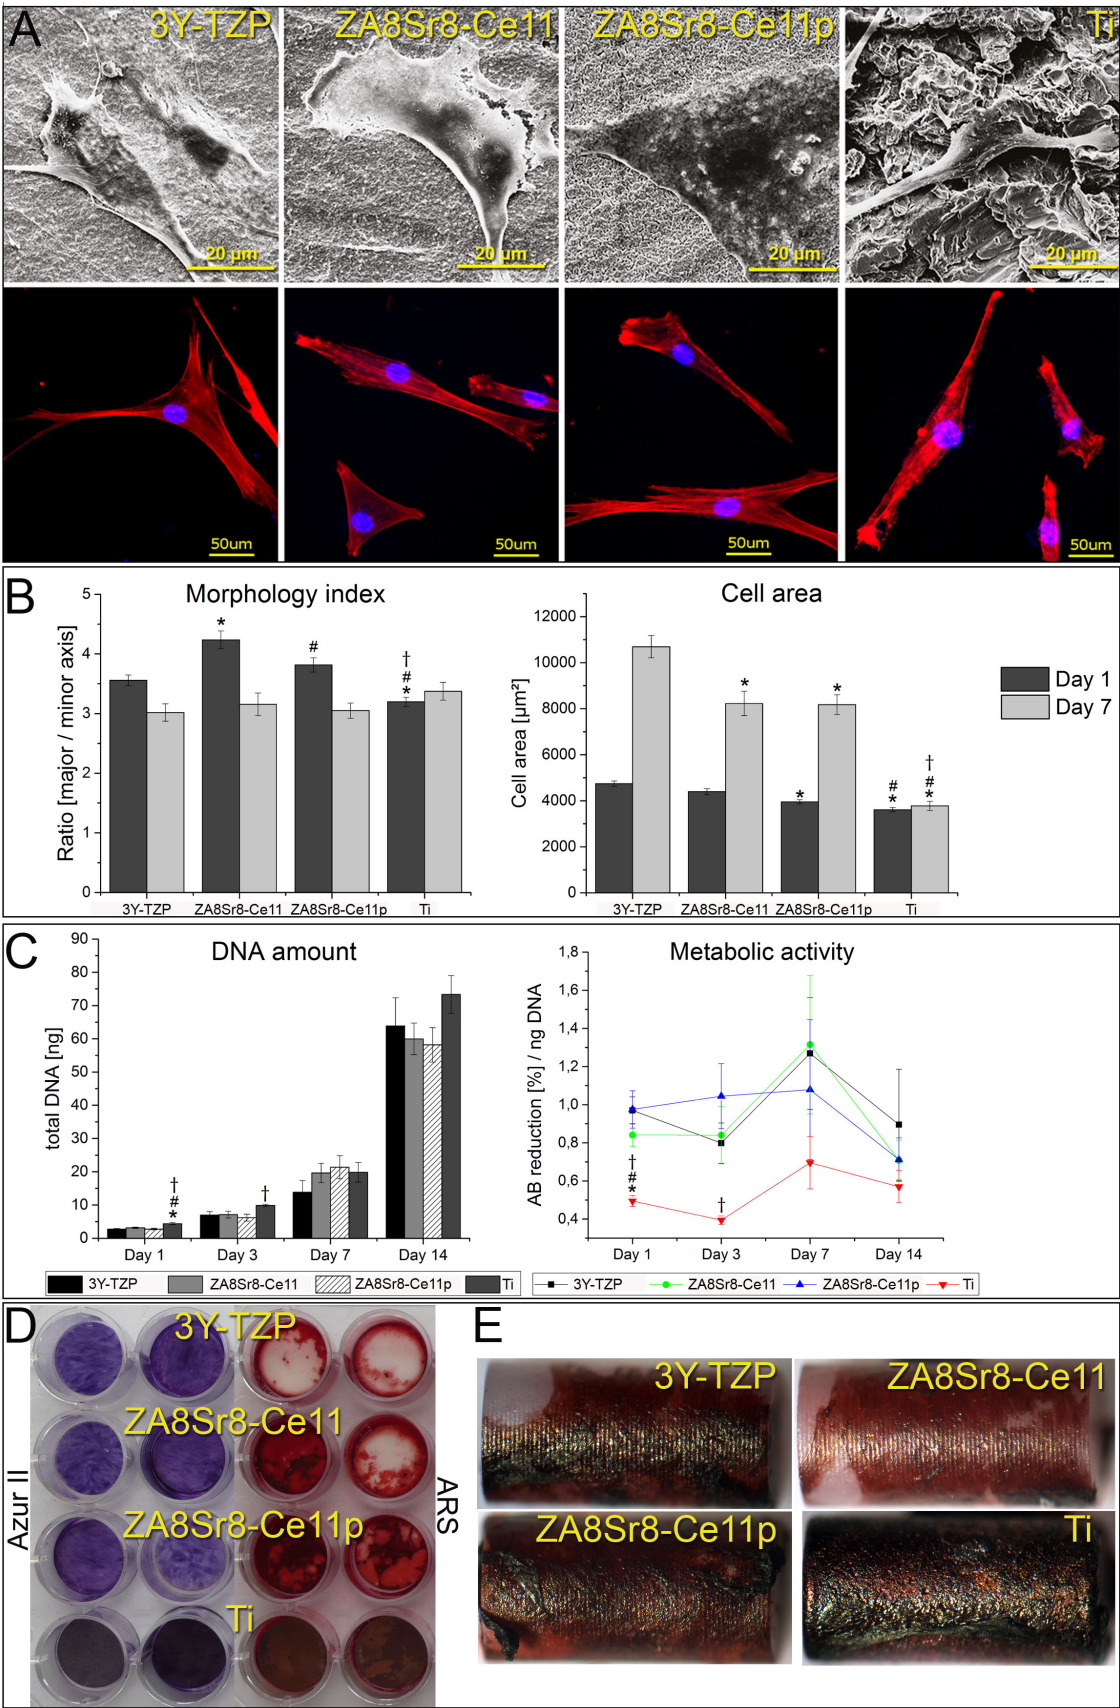 A
3Y-TZP
ZA8Sr8-Ce11
ZA8Sr8-Ce11p
Ti
20 µm
20 µm
20 µm
20 µm
50um
50um
50um
50um
B
Morphology index
Ratio [major / minor axis]
5
4
3
2
1
0
*
#
†
#
*
3Y-TZP
ZA8Sr8-Ce11
ZA8Sr8-Ce11p
Ti
Cell area
Cell area [µm²]
12000
10000
8000
6000
4000
2000
0
*
*
*
#
*
†
#
*
3Y-TZP
ZA8Sr8-Ce11
ZA8Sr8-Ce11p
Ti
Day 1
Day 7
C
DNA amount
total DNA [ng]
90
80
70
60
50
40
30
20
10
0
†
#
*
†
Day 1
Day 3
Day 7
Day 14
3Y-TZP
ZA8Sr8-Ce11
ZA8Sr8-Ce11p
Ti
Metabolic activity
AB reduction [%] / ng DNA
1,8
1,6
1,4
1,2
1,0
0,8
0,6
0,4
†
#
*
†
Day 1
Day 3
Day 7
Day 14
3Y-TZP
ZA8Sr8-Ce11
ZA8Sr8-Ce11p
Ti
D
Azur II
3Y-TZP
ZA8Sr8-Ce11
ZA8Sr8-Ce11p
Ti
ARS
E
3Y-TZP
ZA8Sr8-Ce11
ZA8Sr8-Ce11p
Ti